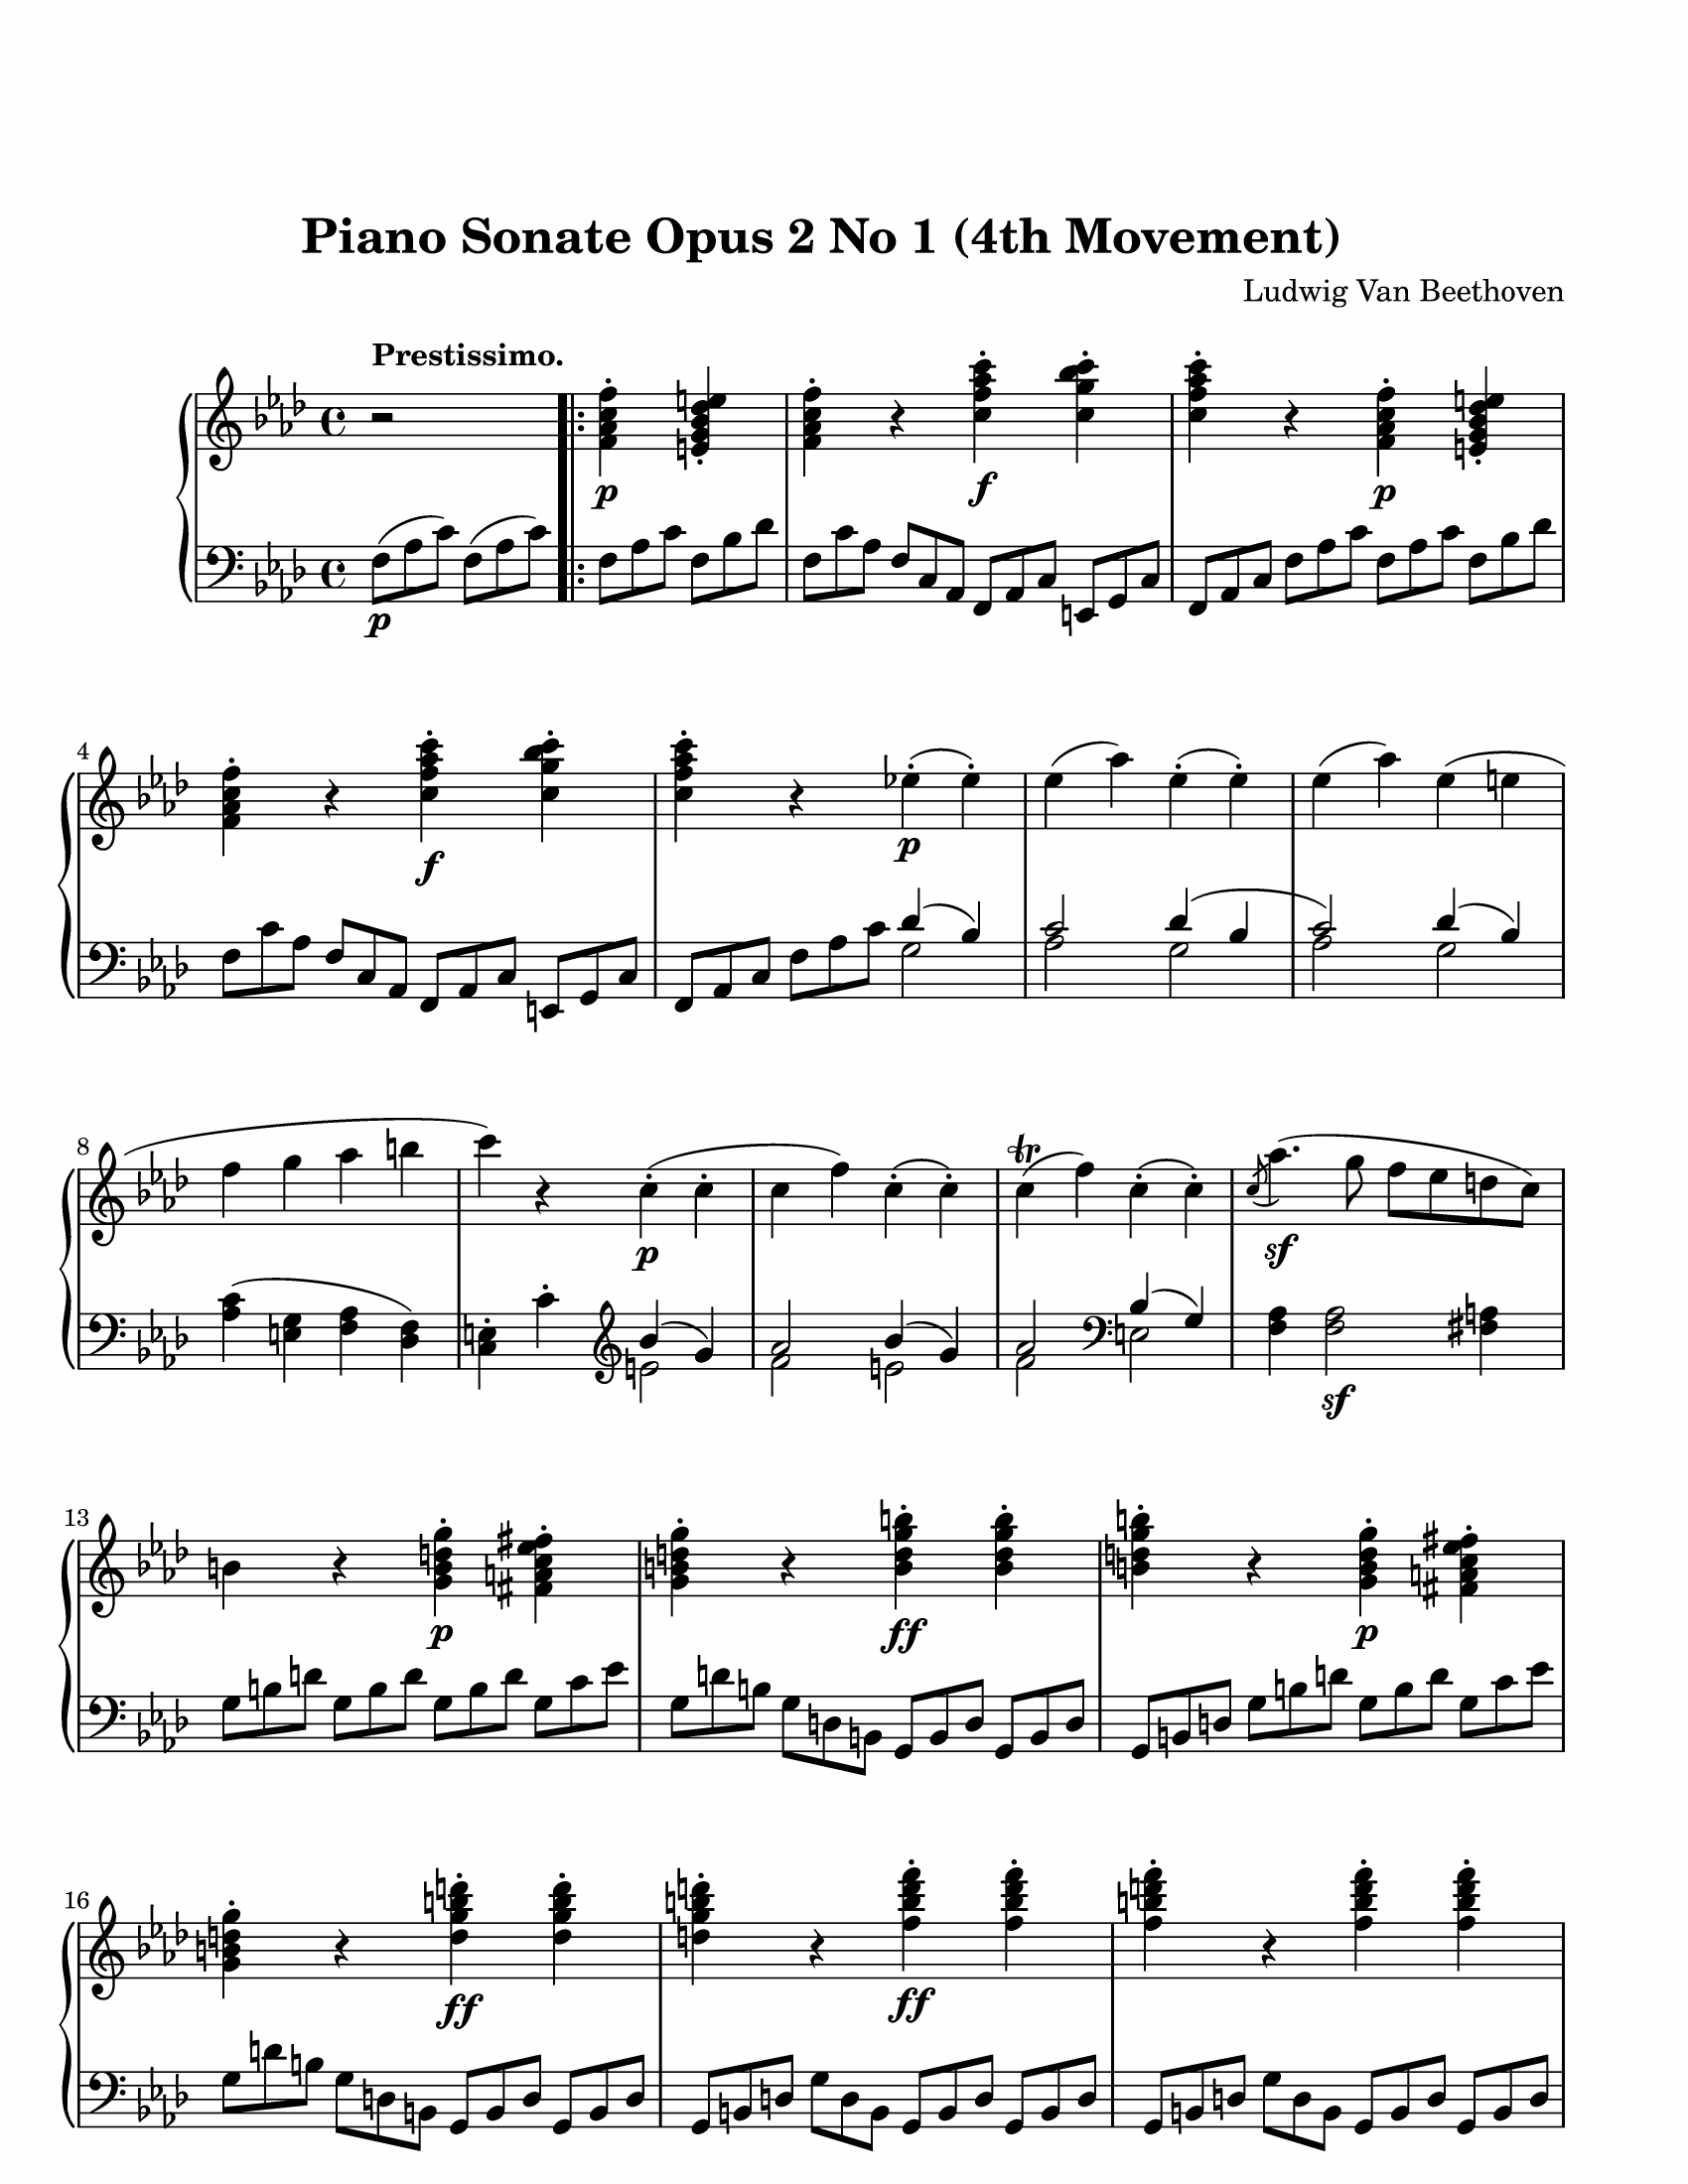 Piano Sonate Opus 2 No 1 (4th Movement)
Ludwig Van Beethoven
Prestissimo.
p f p
p
4
f p
8
p sf
sf
13
p ff p
16
ff ff